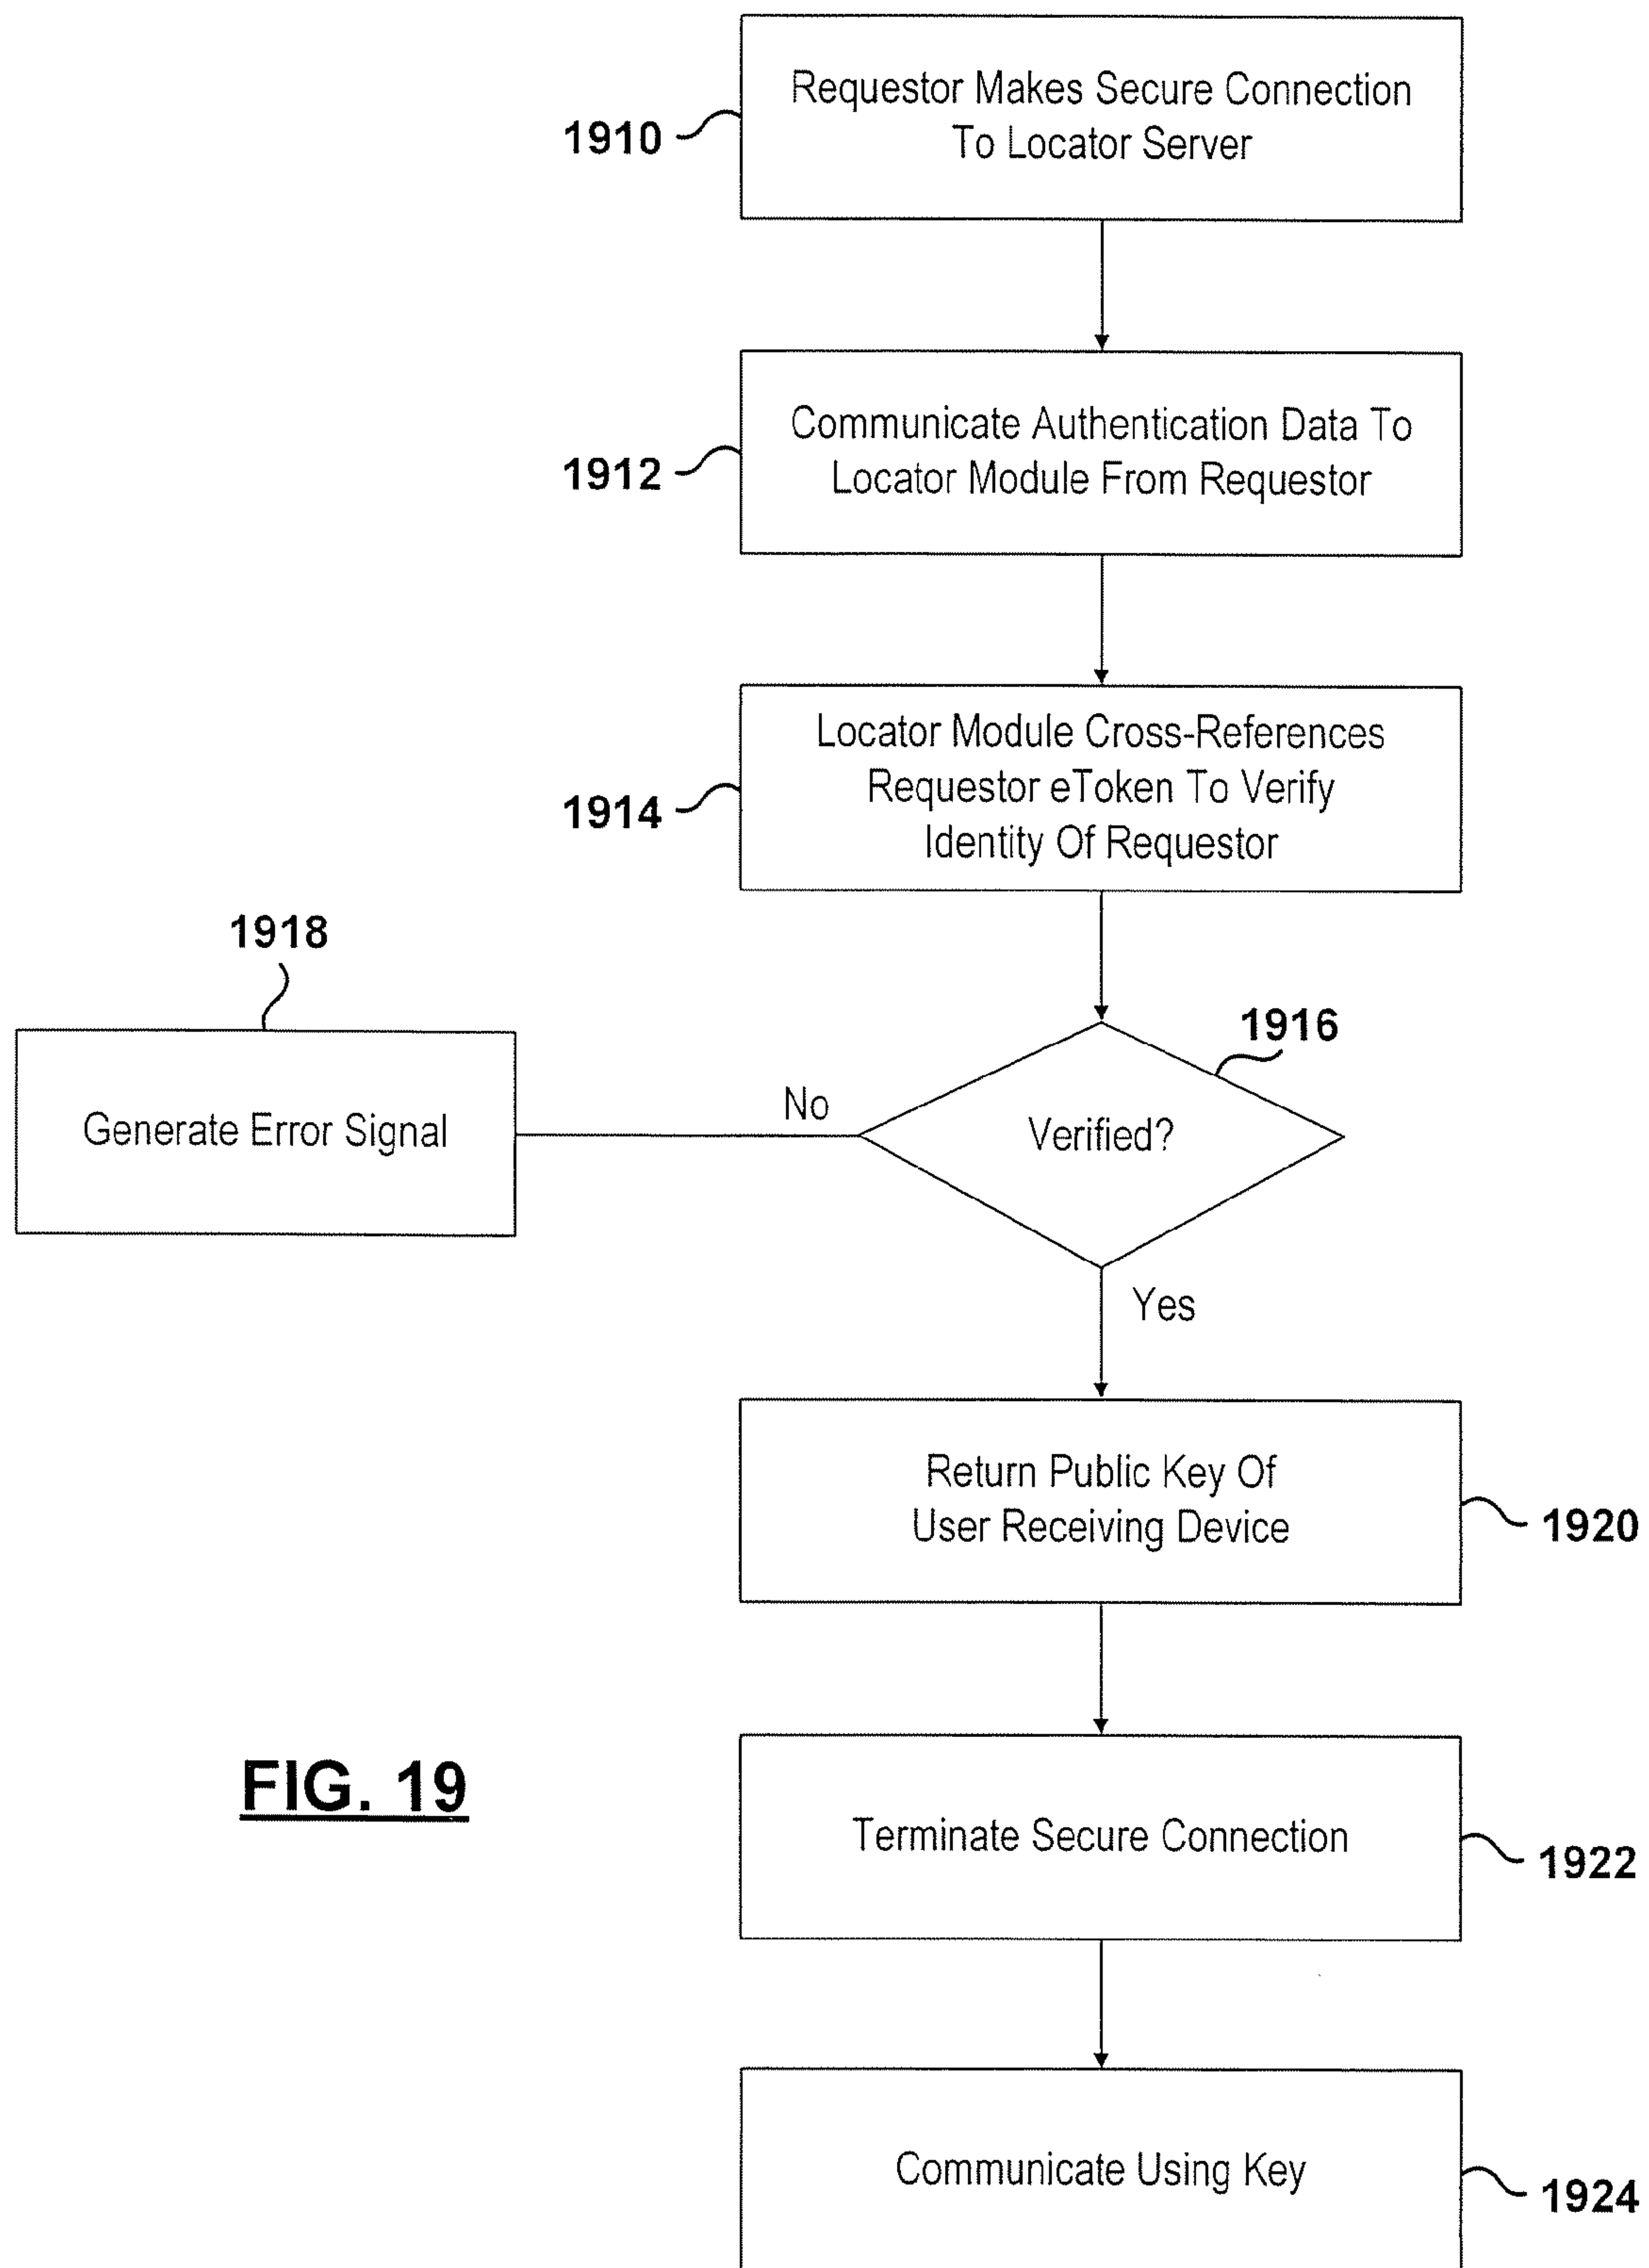 Requestor Makes Secure Connection
To Locator Server
1910
Communicate Authentication Data To
Locator Module From Requestor
1912
Locator Module Cross-References
Requestor eToken To Verify
Identity Of Requestor
1914
1918
Generate Error Signal
No
1916
Verified?
Yes
Return Public Key Of
User Receiving Device
1920
FIG. 19
Terminate Secure Connection
1922
Communicate Using Key
1924